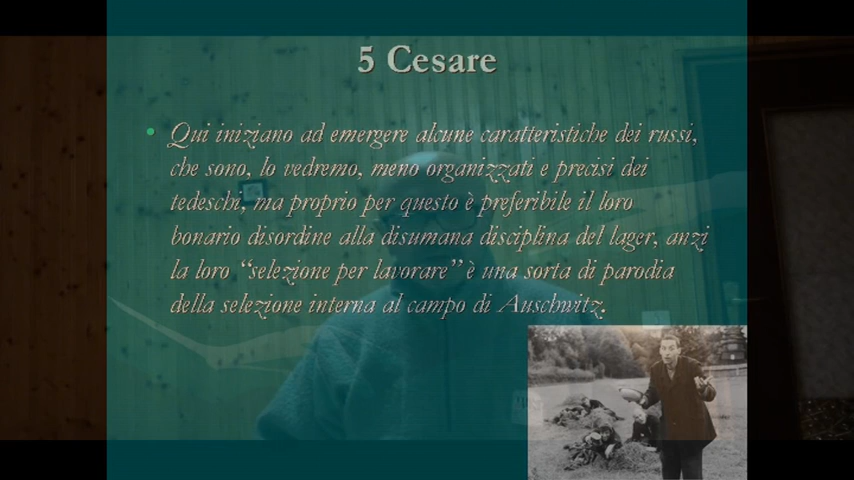 5 Cesare
• Qui iniziano ad emergere alcune caratteristiche dei russi,
che sono, lo vedremo, meno organizzati e precisi dei
tedeschi, ma proprio per questo è preferibile il loro
bonario disordine alla disumana disciplina del lager, anzi
la loro “selezione per lavorare” è una sorta di parodia
della selezione interna al campo di Auschwitz.